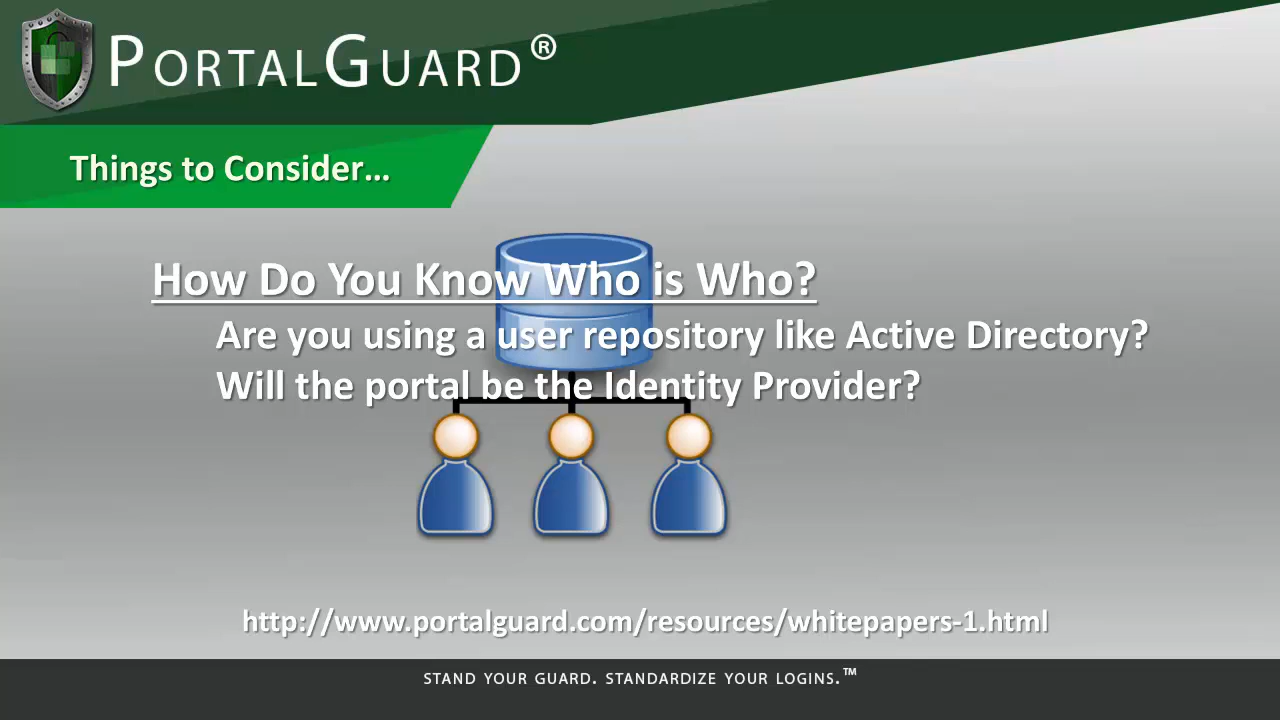 PORTALGUARD®
Things to Consider...
How Do You Know Who is Who?
Are you using a user repository like Active Directory?
Will the portal be the Identity Provider?
http://www.portalguard.com/resources/whitepapers-1.html
STAND YOUR GUARD. STANDARDIZE YOUR LOGINS.™